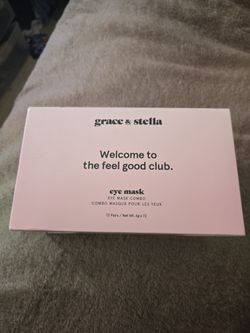 grace & stella
Welcome to
the feel good club.
eye mask
EYE MASK COMBO
COMBO MASQUE POUR LES YEUX